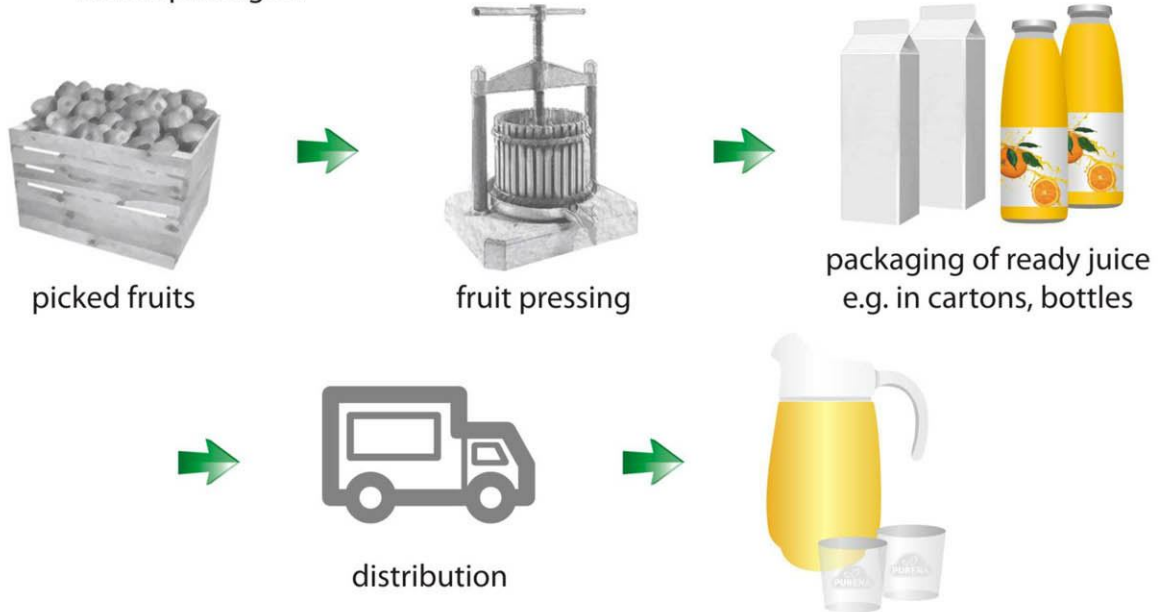 picked fruits
fruit pressing
packaging of ready juice
e.g. in cartons, bottles
distribution